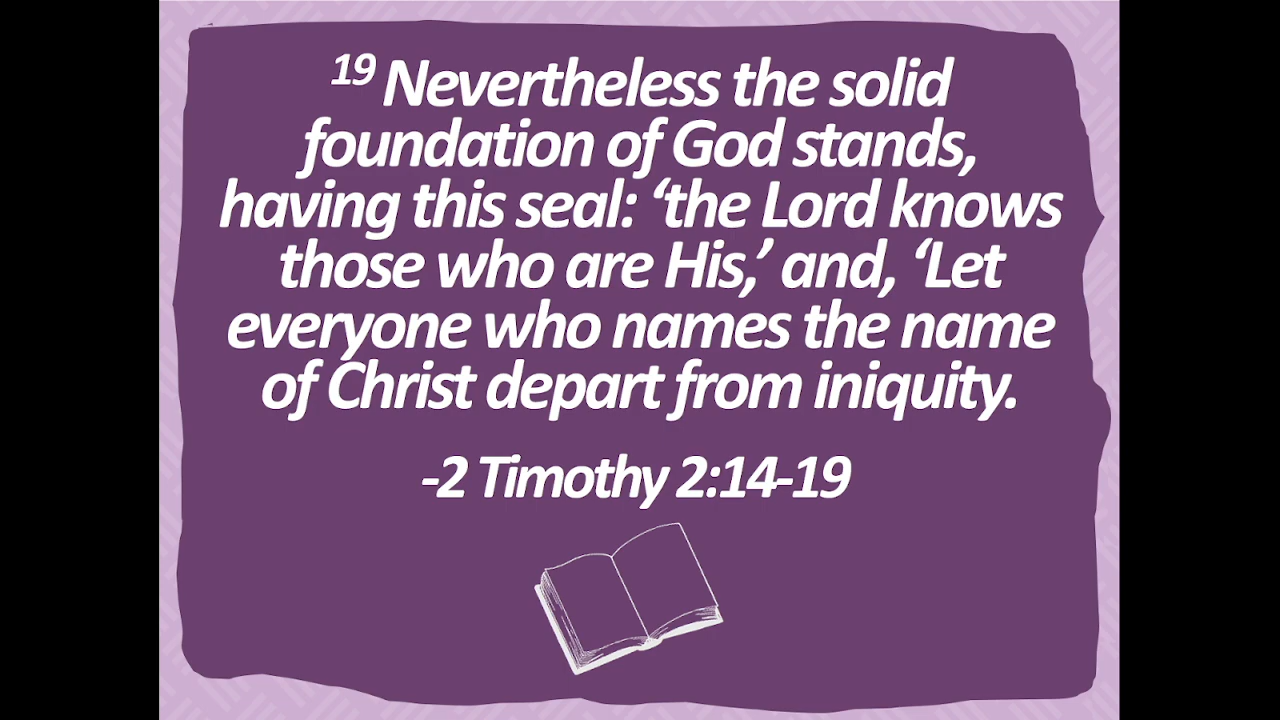 19 Nevertheless the solid
foundation of God stands,
having this seal: ‘the Lord knows
those who are His,’ and, ‘Let
everyone who names the name
of Christ depart from iniquity.
-2 Timothy 2:14-19